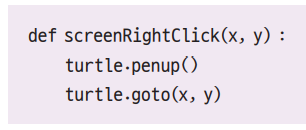 def screenRightClick(x, y) :
    turtle.penup()
    turtle.goto(x, y)